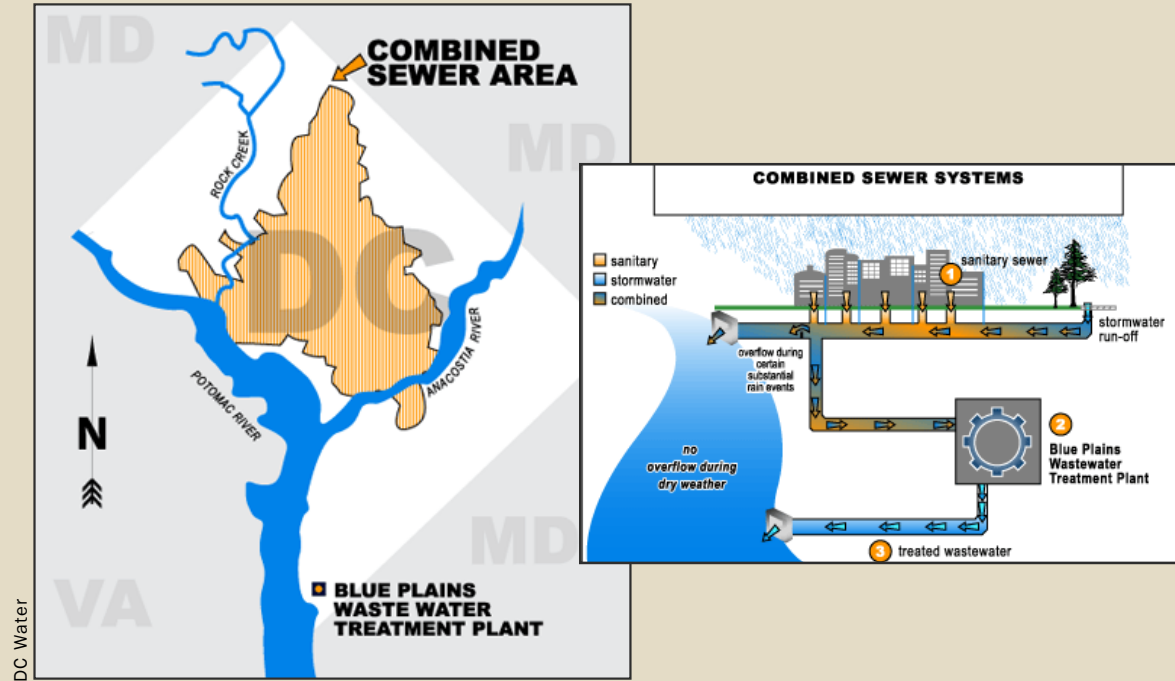 MD
COMBINED
SEWER AREA
MD
ROCK CREEK
DC
ANACOSTIA RIVER
POTOMAC RIVER
N
MD
VA
BLUE PLAINS
WASTE WATER
TREATMENT PLANT
DC Water
COMBINED SEWER SYSTEMS
sanitary
stormwater
combined
1
sanitary sewer
stormwater
run-off
overflow during
certain
substantial
rain events
no
overflow during
dry weather
2
Blue Plains
Wastewater
Treatment Plant
3
treated wastewater